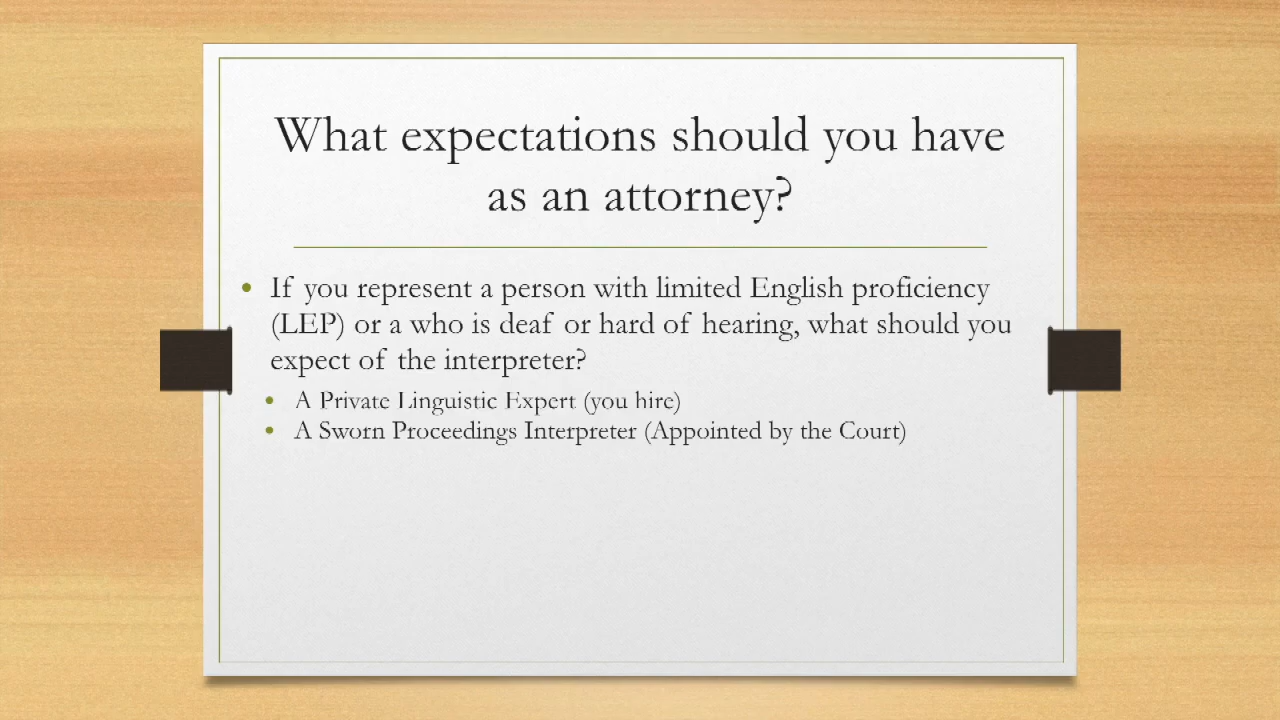 What expectations should you have
as an attorney?
• If you represent a person with limited English proficiency
(LEP) or a who is deaf or hard of hearing, what should you
expect of the interpreter?
• A Private Linguistic Expert (you hire)
• A Sworn Proceedings Interpreter (Appointed by the Court)